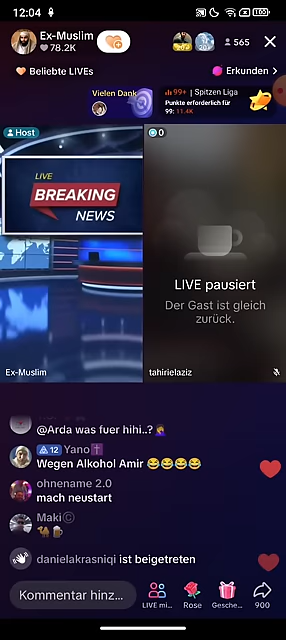 12:04
100
Ex-Muslim
78.2K
20
565
Beliebte LIVEs
Erkunden >
Vielen Dank
99+ | Spitzen Liga
Punkte erforderlich für
99: 11.4K
Host
0
LIVE
BREAKING
NEWS
LIVE pausiert
Der Gast ist gleich
zurück.
Ex-Muslim
tahirielaziz
@Arda was fuer hihi..?🤦‍♀️
12 Yano✝️
Wegen Alkohol Amir 😂😂😂😂
ohnename 2.0
mach neustart
MakiⒸ
🐪🍺
danielakrasniqi ist beigetreten
Kommentar hinz...
LIVE mi...
Rose
Gesche...
900